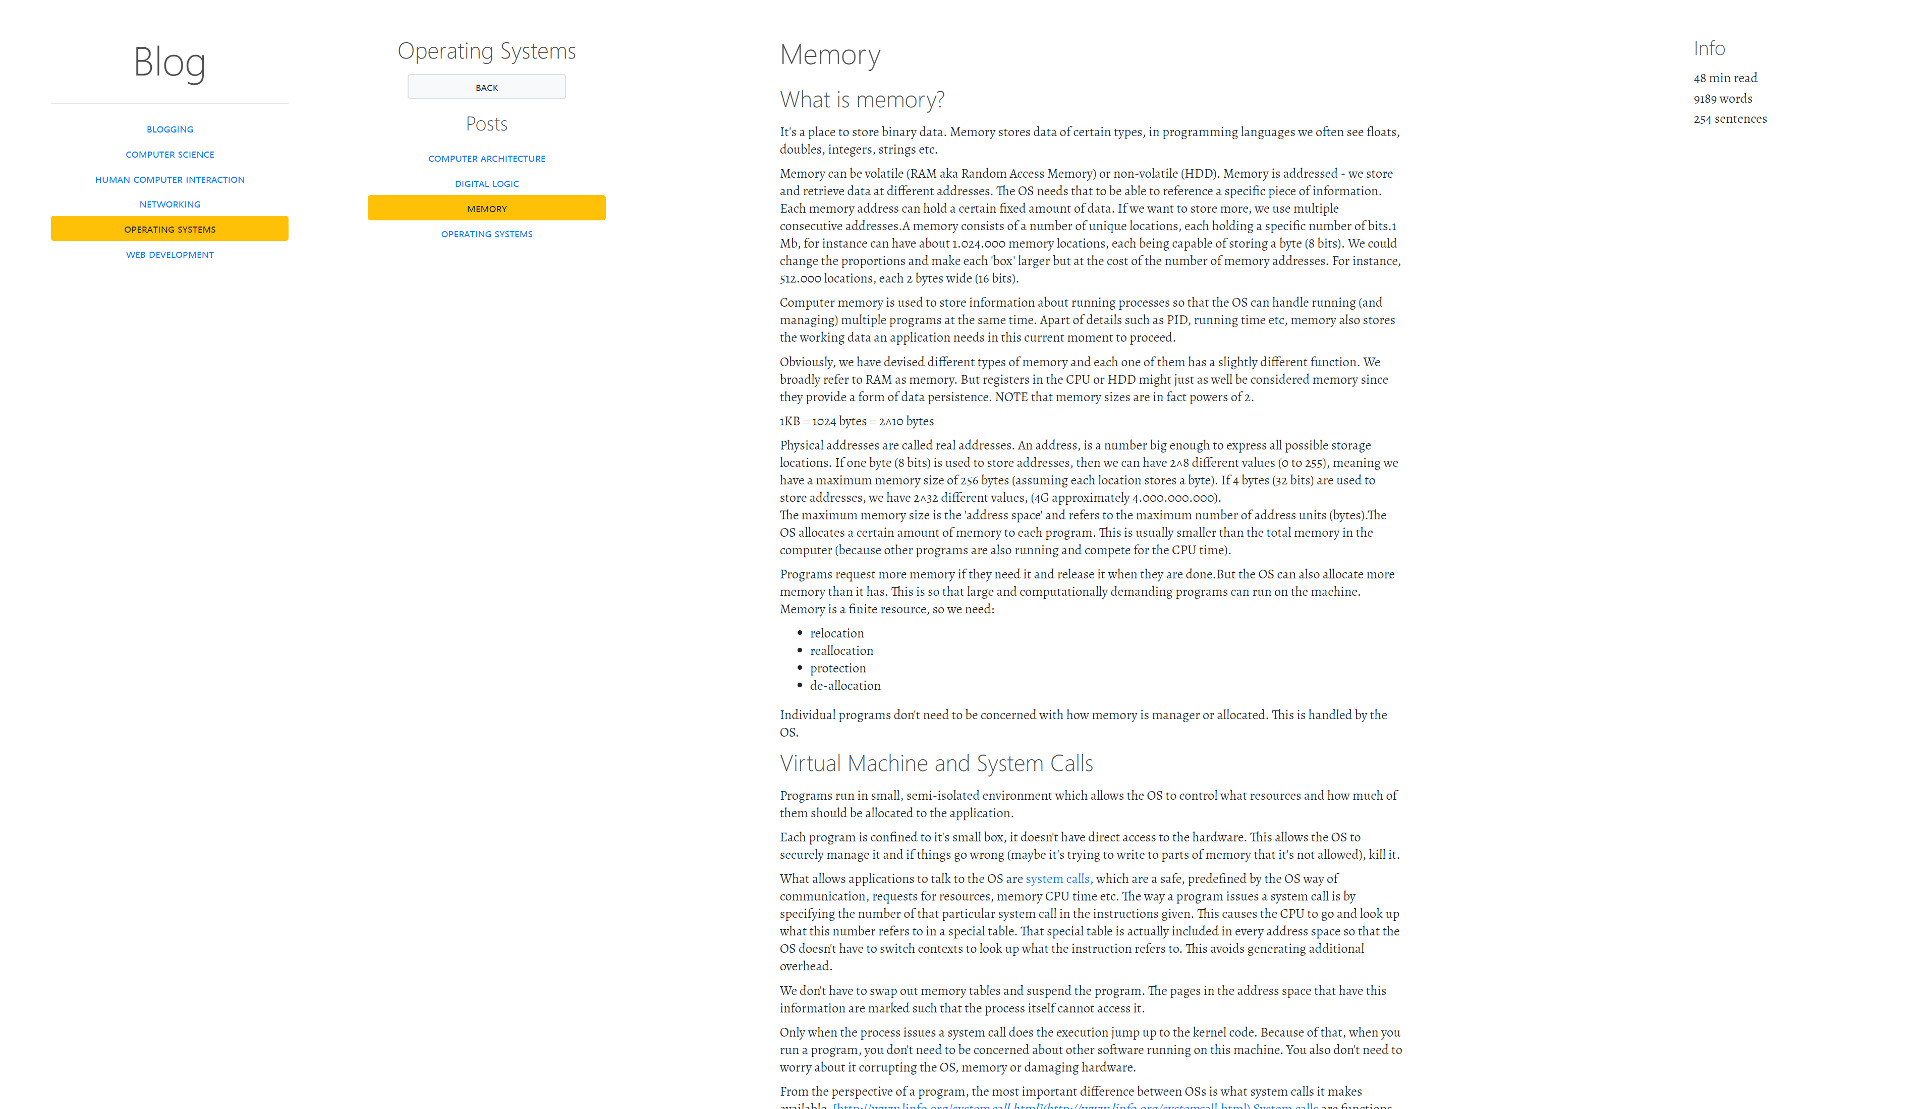 Blog
BLOGGING
COMPUTER SCIENCE
HUMAN COMPUTER INTERACTION
NETWORKING
OPERATING SYSTEMS
WEB DEVELOPMENT
Operating Systems
BACK
Posts
COMPUTER ARCHITECTURE
DIGITAL LOGIC
MEMORY
OPERATING SYSTEMS
Memory
What is memory?
It's a place to store binary data. Memory stores data of certain types, in programming languages we often see floats,
doubles, integers, strings etc.
Memory can be volatile (RAM aka Random Access Memory) or non-volatile (HDD). Memory is addressed - we store
and retrieve data at different addresses. The OS needs that to be able to reference a specific piece of information.
Each memory address can hold a certain fixed amount of data. If we want to store more, we use multiple
consecutive addresses.A memory consists of a number of unique locations, each holding a specific number of bits.1
Mb, for instance can have about 1.024.000 memory locations, each being capable of storing a byte (8 bits). We could
change the proportions and make each 'box' larger but at the cost of the number of memory addresses. For instance,
512.000 locations, each 2 bytes wide (16 bits).
Computer memory is used to store information about running processes so that the OS can handle running (and
managing) multiple programs at the same time. Apart of details such as PID, running time etc, memory also stores
the working data an application needs in this current moment to proceed.
Obviously, we have devised different types of memory and each one of them has a slightly different function. We
broadly refer to RAM as memory. But registers in the CPU or HDD might just as well be considered memory since
they provide a form of data persistence. NOTE that memory sizes are in fact powers of 2.
1KB = 1024 bytes = 2^10 bytes
Physical addresses are called real addresses. An address, is a number big enough to express all possible storage
locations. If one byte (8 bits) is used to store addresses, then we can have 2^8 different values (0 to 255), meaning we
have a maximum memory size of 256 bytes (assuming each location stores a byte). If 4 bytes (32 bits) are used to
store addresses, we have 2^32 different values, (4G approximately 4.000.000.000).
The maximum memory size is the 'address space' and refers to the maximum number of address units (bytes).The
OS allocates a certain amount of memory to each program. This is usually smaller than the total memory in the
computer (because other programs are also running and compete for the CPU time).
Programs request more memory if they need it and release it when they are done.But the OS can also allocate more
memory than it has. This is so that large and computationally demanding programs can run on the machine.
Memory is a finite resource, so we need:
• relocation
• reallocation
• protection
• de-allocation
Individual programs don't need to be concerned with how memory is manager or allocated. This is handled by the
OS.
Virtual Machine and System Calls
Programs run in small, semi-isolated environment which allows the OS to control what resources and how much of
them should be allocated to the application.
Each program is confined to it's small box, it doesn't have direct access to the hardware. This allows the OS to
securely manage it and if things go wrong (maybe it's trying to write to parts of memory that it's not allowed), kill it.
What allows applications to talk to the OS are system calls, which are a safe, predefined by the OS way of
communication, requests for resources, memory CPU time etc. The way a program issues a system call is by
specifying the number of that particular system call in the instructions given. This causes the CPU to go and look up
what this number refers to in a special table. That special table is actually included in every address space so that the
OS doesn't have to switch contexts to look up what the instruction refers to. This avoids generating additional
overhead.
We don't have to swap out memory tables and suspend the program. The pages in the address space that have this
information are marked such that the process itself cannot access it.
Only when the process issues a system call does the execution jump up to the kernel code. Because of that, when you
run a program, you don't need to be concerned about other software running on this machine. You also don't need to
worry about it corrupting the OS, memory or damaging hardware.
From the perspective of a program, the most important difference between OSs is what system calls it makes
available. [http://www.linfo.org/system call.html](http://www.linfo.org/systemcall.html) System calls are functions
Info
48 min read
9189 words
254 sentences